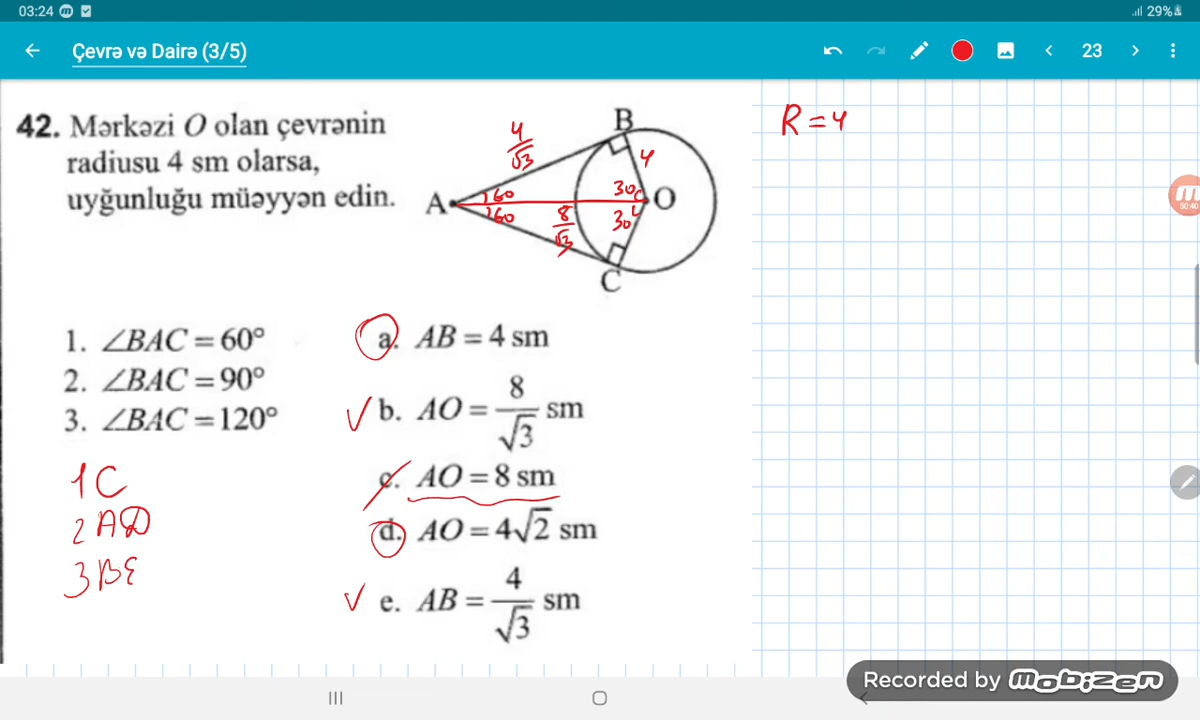 03:24
29%
Çevrə və Dairə (3/5)
23
42. Mərkəzi O olan çevrənin
radiusu 4 sm olarsa,
uyğunluğu müəyyən edin.
R = 4
B
4/√3
4
A
60
30
O
60
8/√3
30
C
50:40
1. ∠BAC = 60°
2. ∠BAC = 90°
3. ∠BAC = 120°
1C
2AD
3BE
a. AB = 4 sm
b. AO = 8/√3 sm
c. AO = 8 sm
d. AO = 4√2 sm
e. AB = 4/√3 sm
Recorded by mobizen